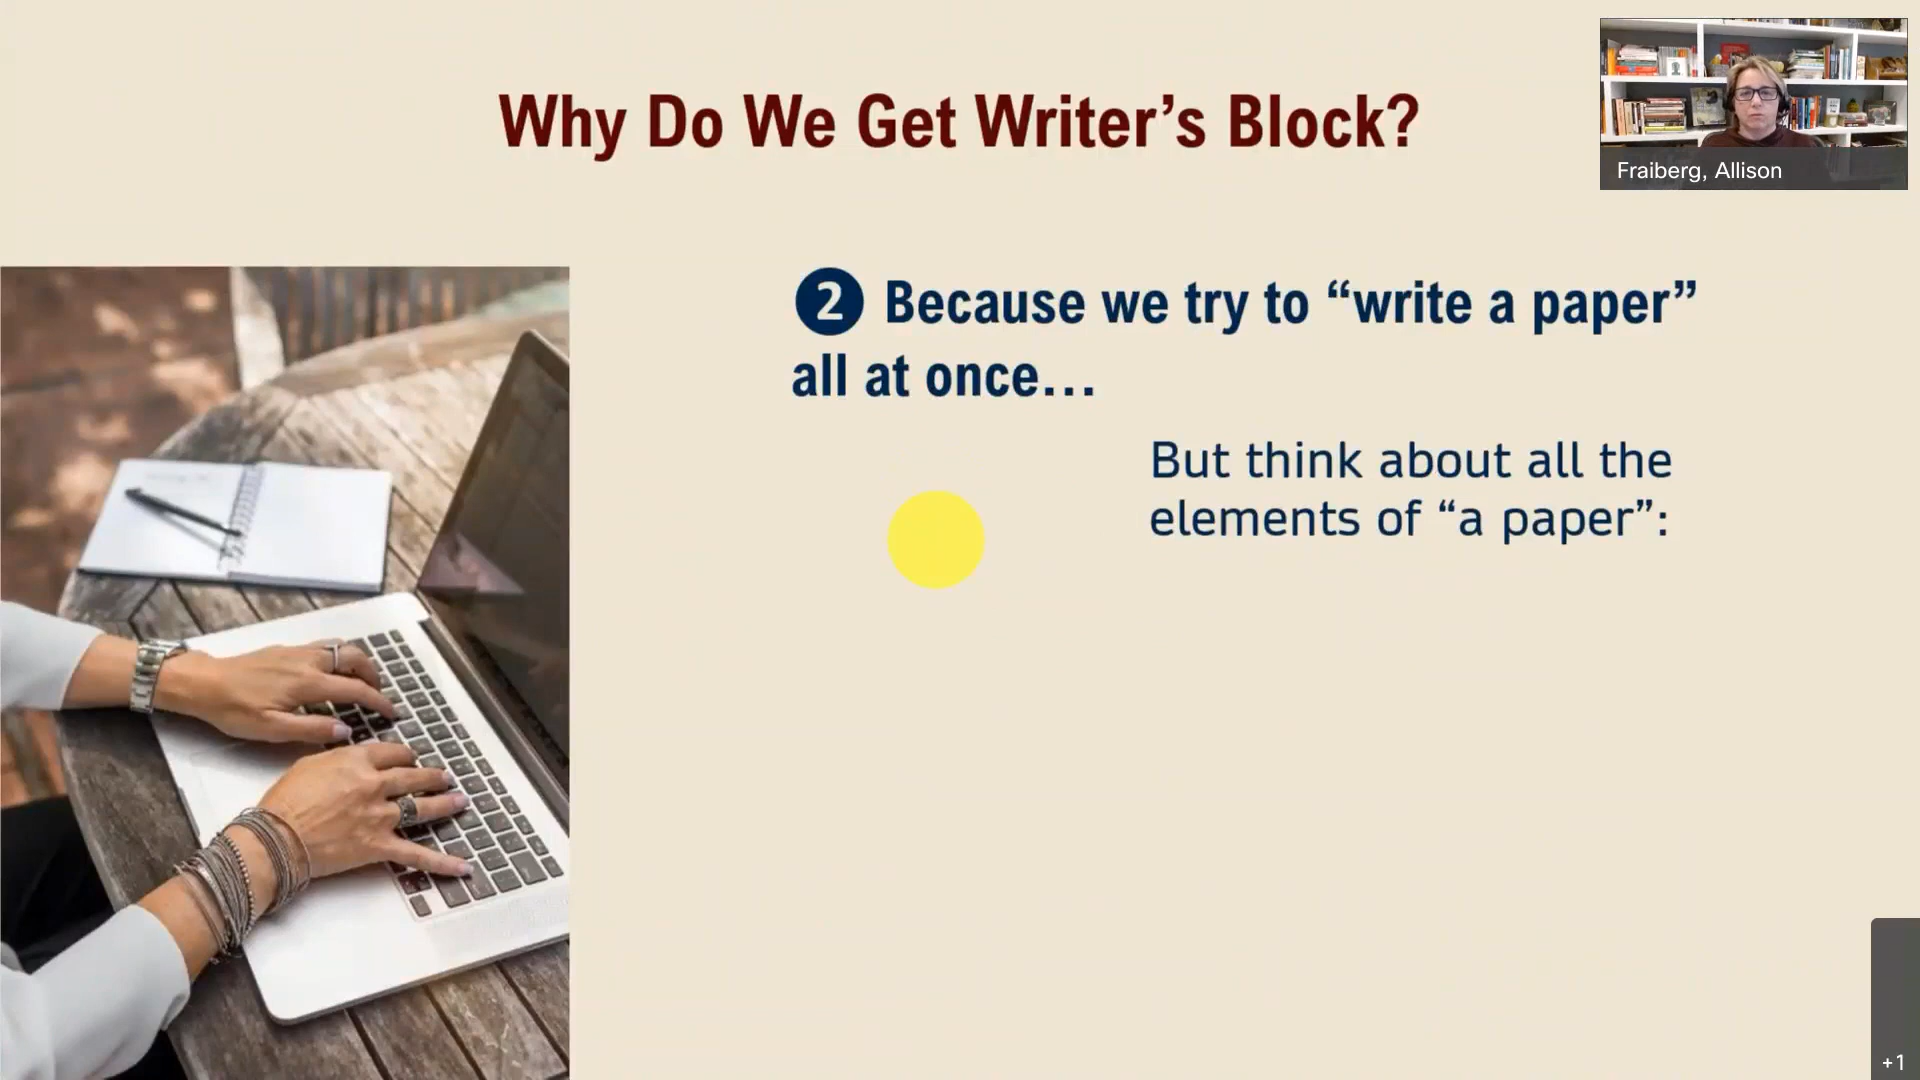 Why Do We Get Writer’s Block?
Fraiberg, Allison
2 Because we try to “write a paper”
all at once…
But think about all the
elements of “a paper”:
+1